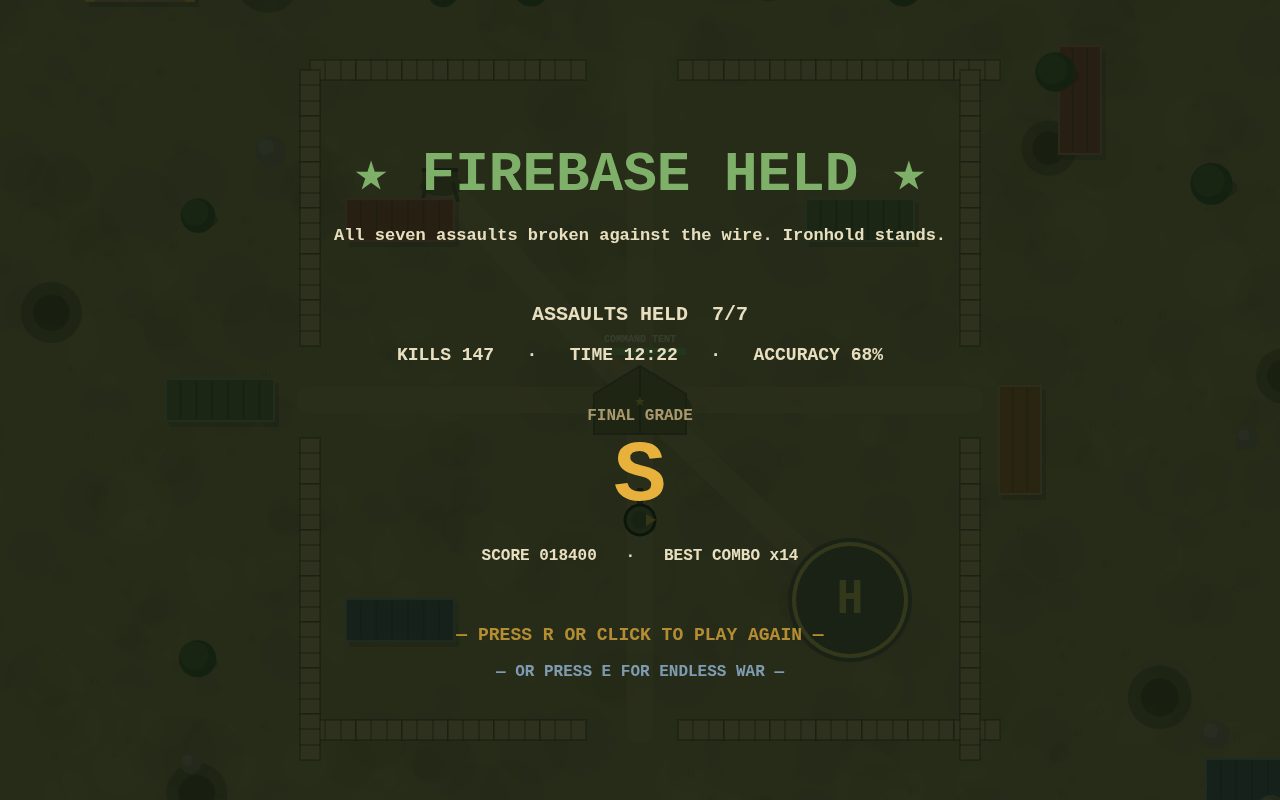 ★ FIREBASE HELD ★
All seven assaults broken against the wire. Ironhold stands.
ASSAULTS HELD 7/7
COMMAND TENT
KILLS 147 · TIME 12:22 · ACCURACY 68%
FINAL GRADE
S
SCORE 018400 · BEST COMBO x14
H
— PRESS R OR CLICK TO PLAY AGAIN —
— OR PRESS E FOR ENDLESS WAR —